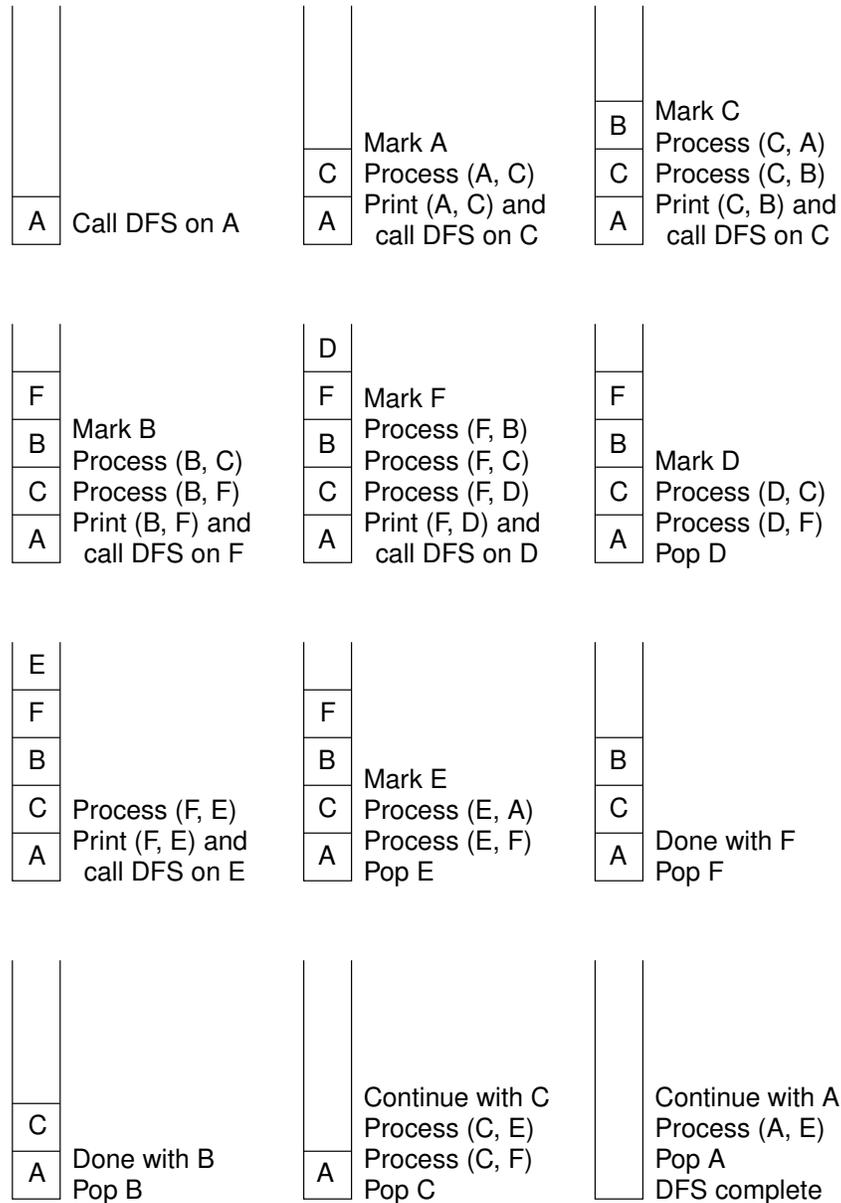 A
Call DFS on A
C
A
Mark A
Process (A, C)
Print (A, C) and
call DFS on C
B
C
A
Mark C
Process (C, A)
Process (C, B)
Print (C, B) and
call DFS on C
F
B
C
A
Mark B
Process (B, C)
Process (B, F)
Print (B, F) and
call DFS on F
D
F
B
C
A
Mark F
Process (F, B)
Process (F, C)
Process (F, D)
Print (F, D) and
call DFS on D
F
B
C
A
Mark D
Process (D, C)
Process (D, F)
Pop D
E
F
B
C
A
Process (F, E)
Print (F, E) and
call DFS on E
F
B
C
A
Mark E
Process (E, A)
Process (E, F)
Pop E
B
C
A
Done with F
Pop F
C
A
Done with B
Pop B
A
Continue with C
Process (C, E)
Process (C, F)
Pop C
Continue with A
Process (A, E)
Pop A
DFS complete